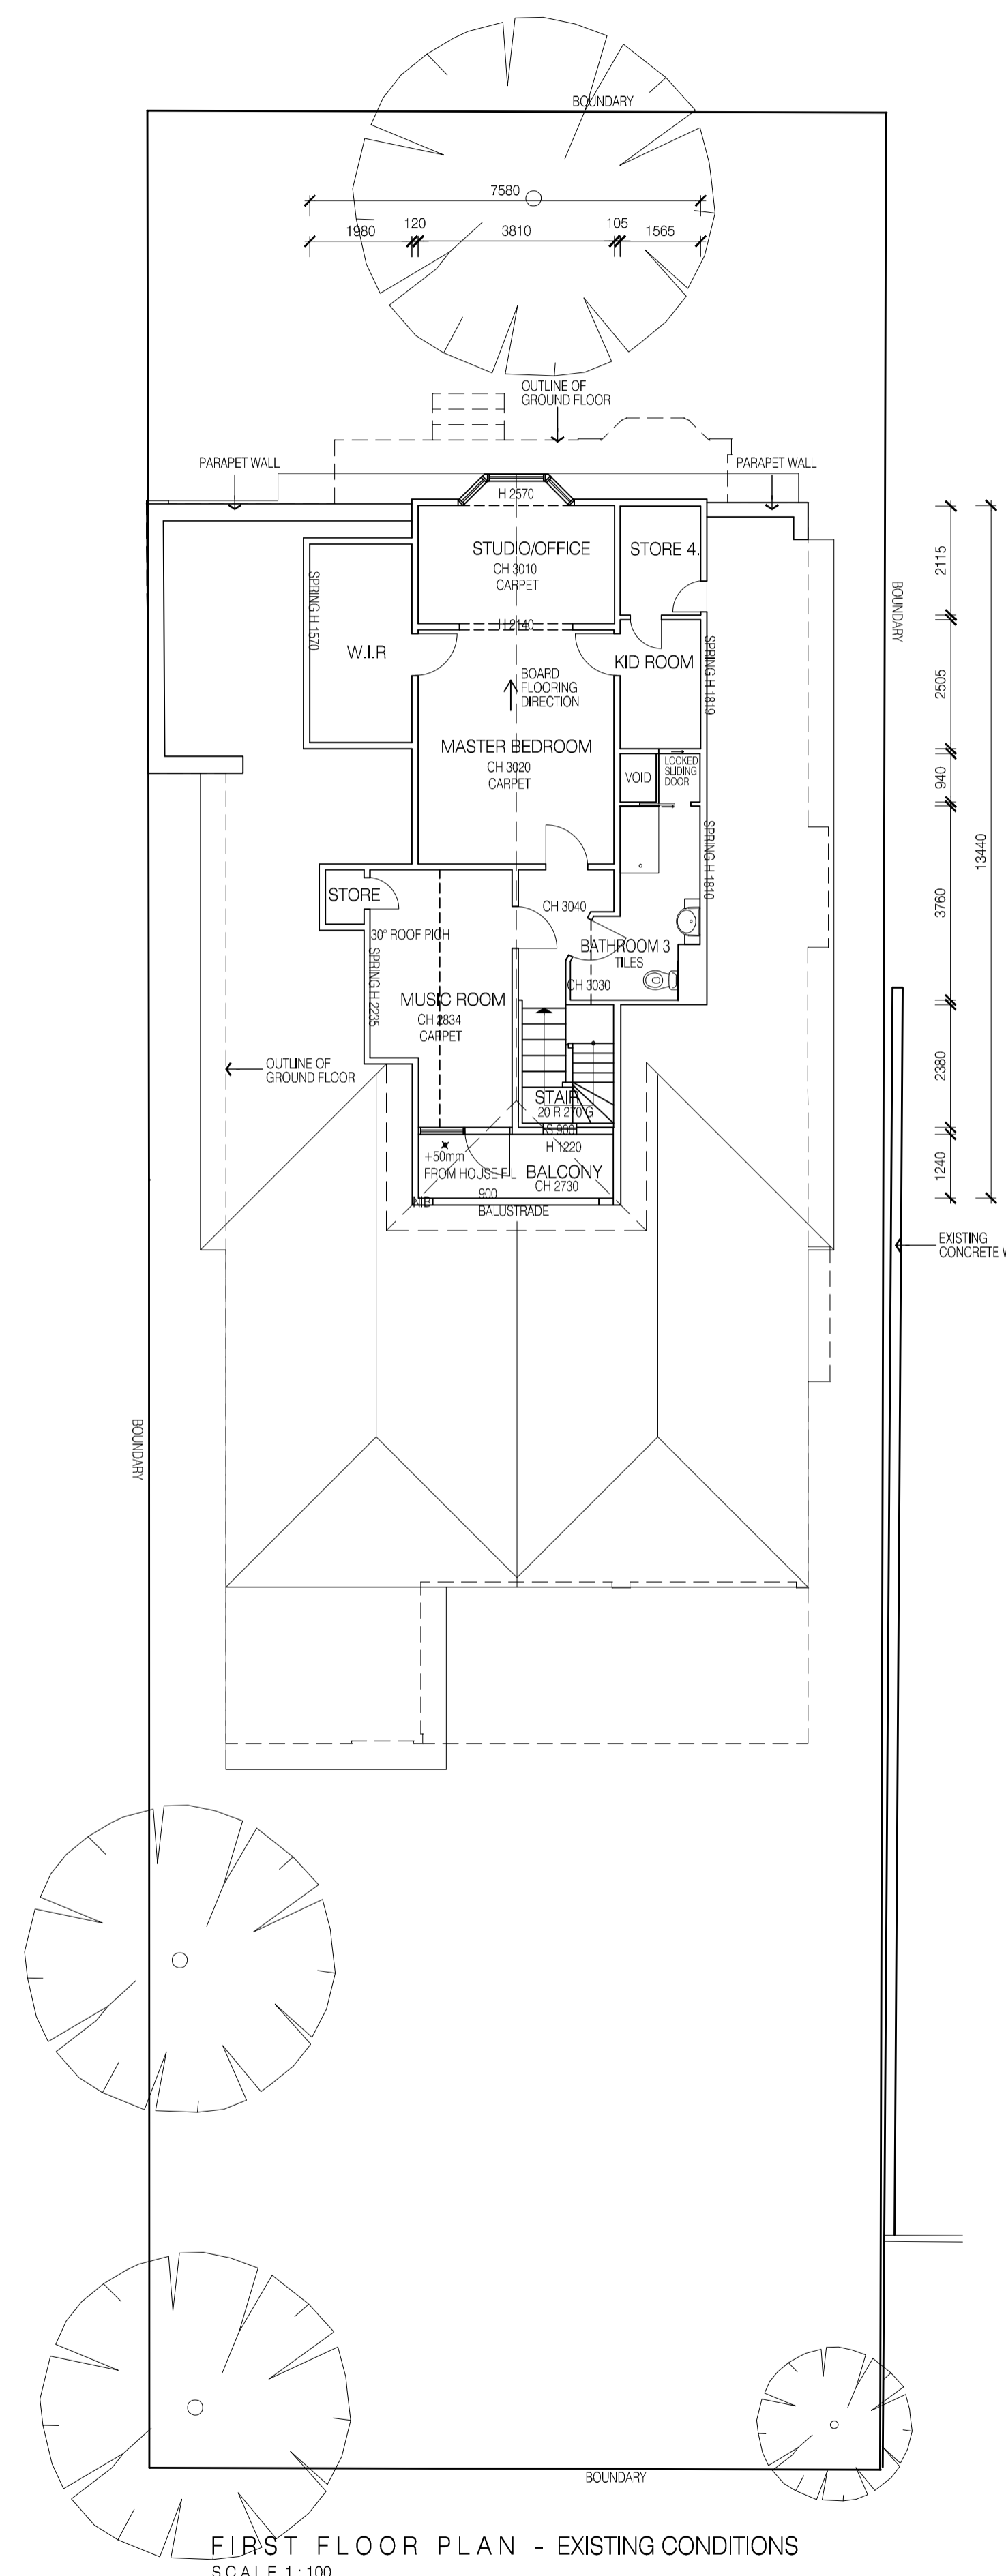 BOUNDARY
7580
120
105
1980
3810
1565
OUTLINE OF
GROUND FLOOR
PARAPET WALL
PARAPET WALL
H 2570
STUDIO/OFFICE
CH 3010
CARPET
STORE 4.
2115
BOUNDARY
SPRING H 1570
H 2140
W.I.R
KID ROOM
SPRING H 1819
BOARD
FLOORING
DIRECTION
2505
MASTER BEDROOM
CH 3020
CARPET
VOID
LOCKED
SLIDING
DOOR
940
13440
SPRING H 1810
STORE
CH 3040
3760
30° ROOF PICH
BATHROOM 3.
TILES
SPRING H 2235
CH 3030
MUSIC ROOM
CH 2834
CARPET
OUTLINE OF
GROUND FLOOR
2380
STAIR
20 R 270 G
H 1220
+50mm
FROM HOUSE F.L
BALCONY
CH 2730
1240
900
NIB
BALUSTRADE
EXISTING
CONCRETE
BOUNDARY
BOUNDARY
FIRST FLOOR PLAN - EXISTING CONDITIONS
SCALE 1:100